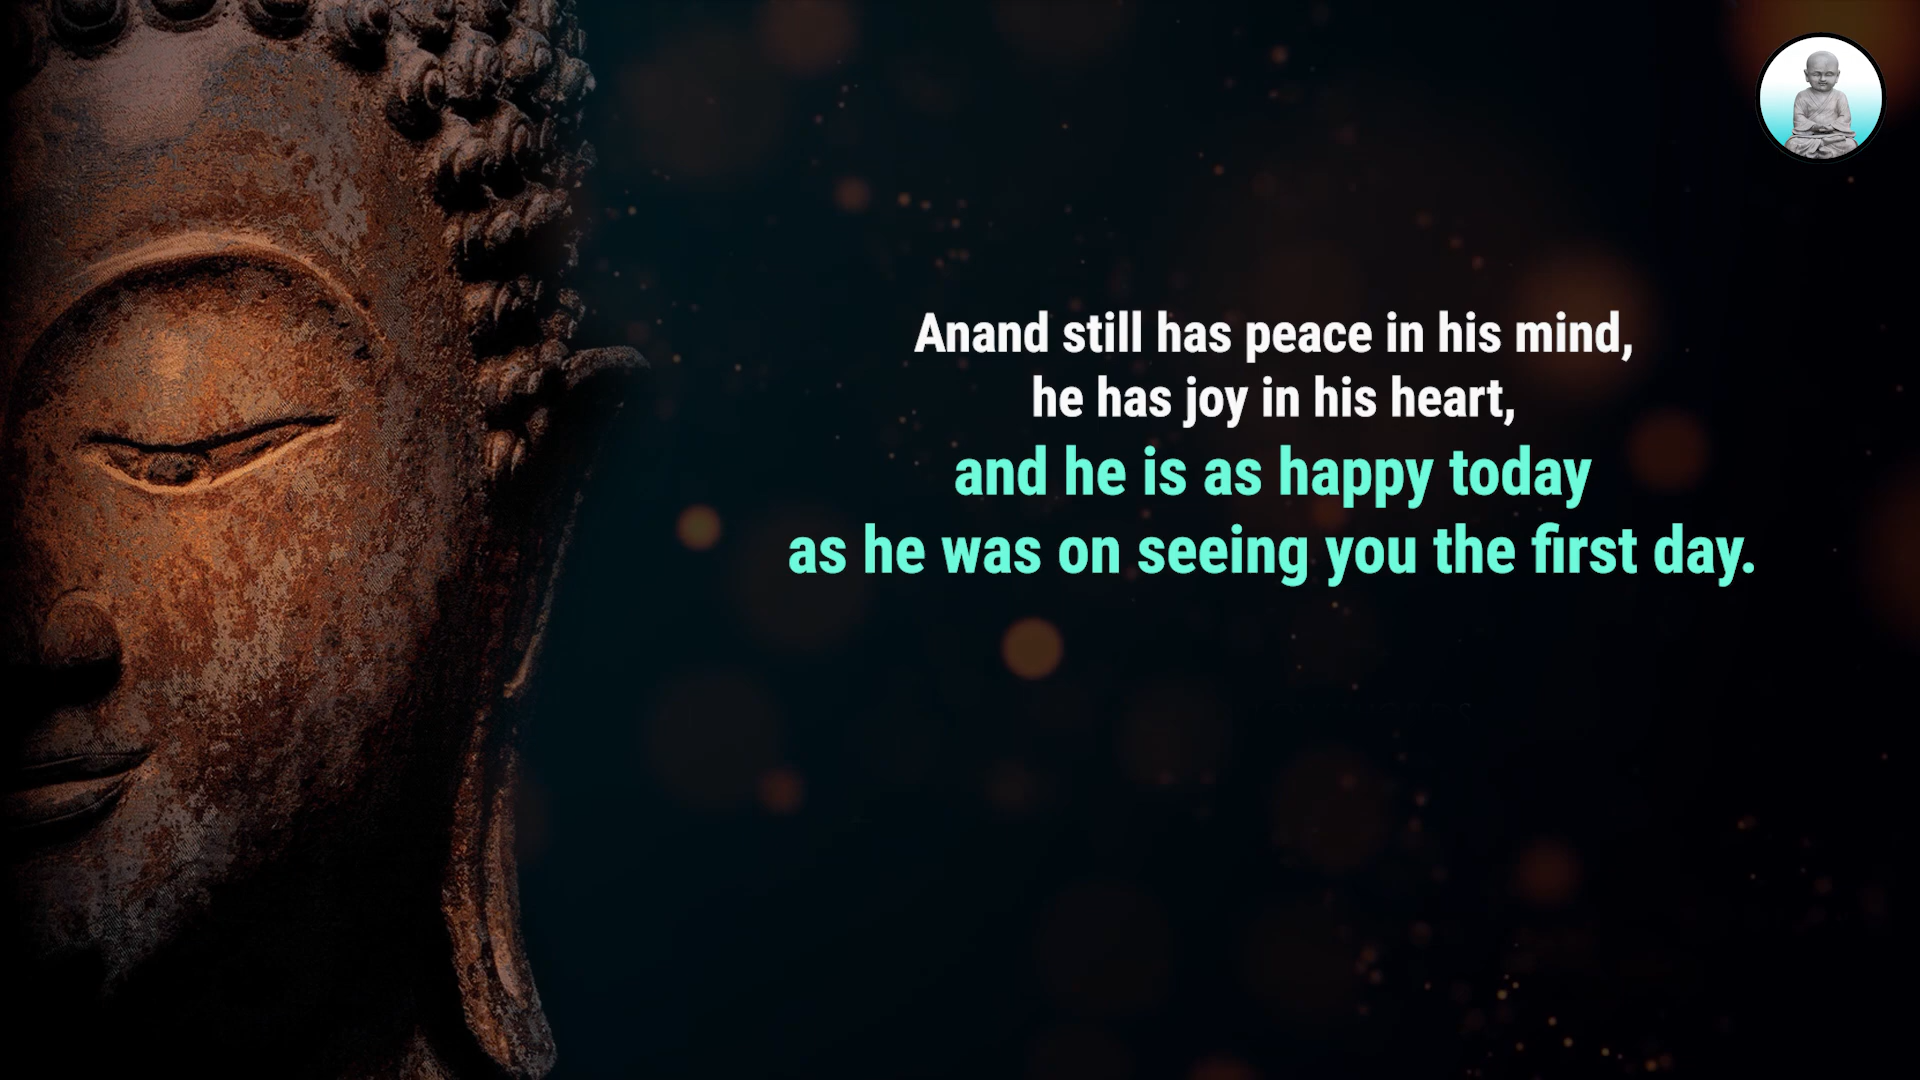 Anand still has peace in his mind,
he has joy in his heart,
and he is as happy today
as he was on seeing you the first day.